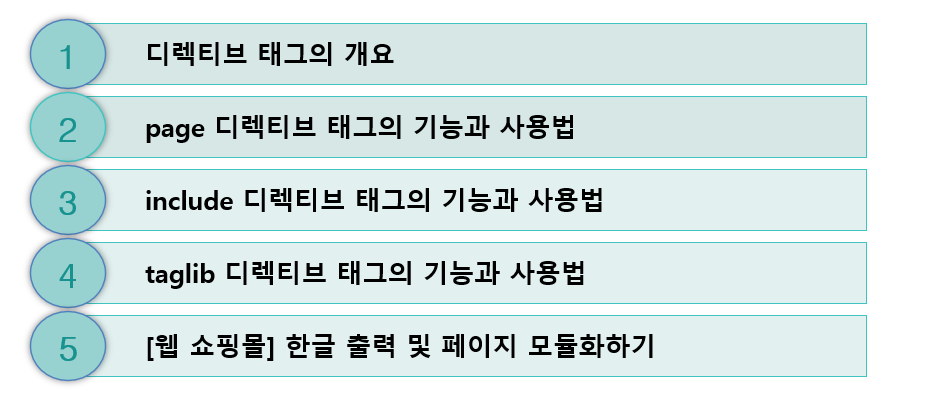 1 디렉티브 태그의 개요
2 page 디렉티브 태그의 기능과 사용법
3 include 디렉티브 태그의 기능과 사용법
4 taglib 디렉티브 태그의 기능과 사용법
5 [웹 쇼핑몰] 한글 출력 및 페이지 모듈화하기